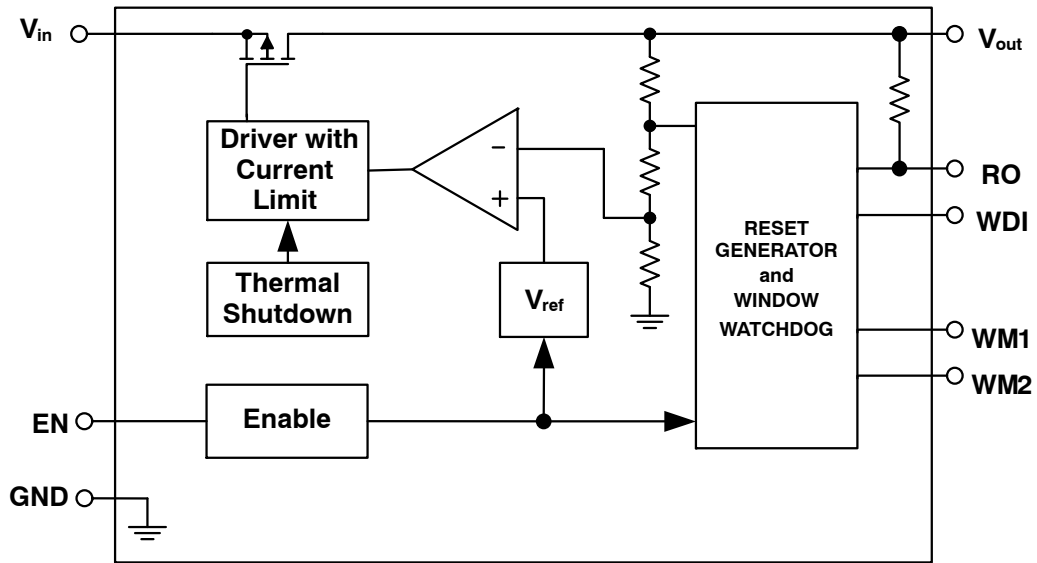 Vin
Vout
Driver with
Current
Limit
−
+
RO
WDI
RESET
GENERATOR
and
WINDOW
WATCHDOG
Thermal
Shutdown
Vref
WM1
WM2
EN
Enable
GND